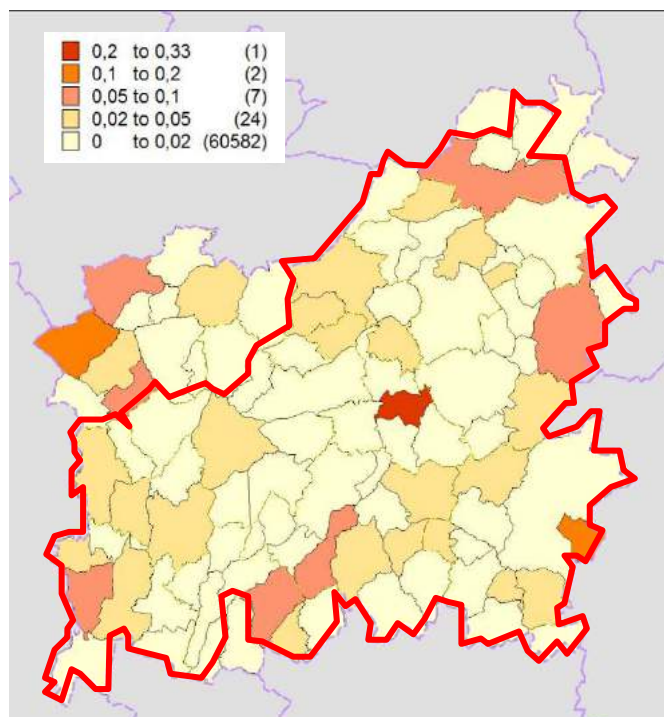 0,2 to 0,33 (1)
0,1 to 0,2 (2)
0,05 to 0,1 (7)
0,02 to 0,05 (24)
0 to 0,02 (60582)